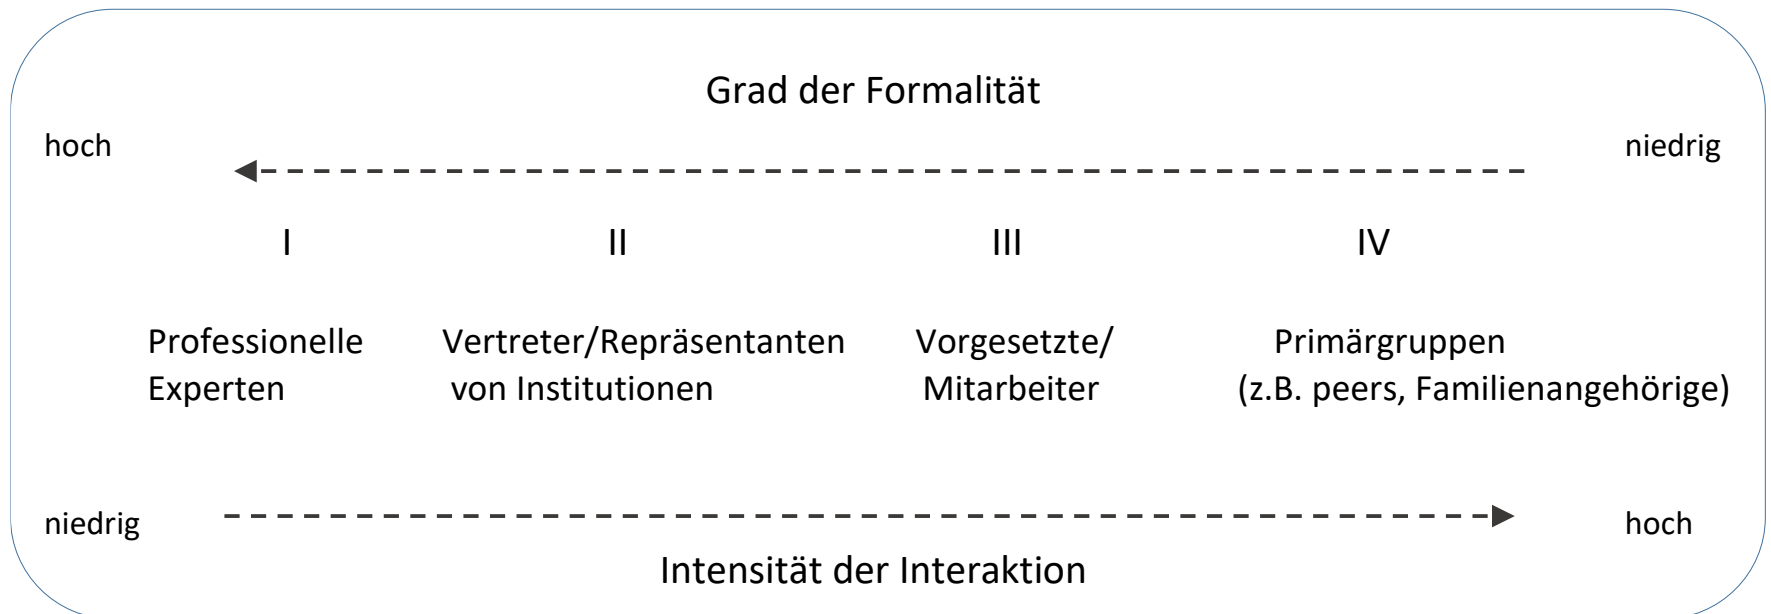 Grad der Formalität
hoch niedrig
I II III IV
Professionelle Vertreter/Repräsentanten Vorgesetzte/ Primärgruppen
Experten von Institutionen Mitarbeiter (z.B. peers, Familienangehörige)
niedrig hoch
Intensität der Interaktion